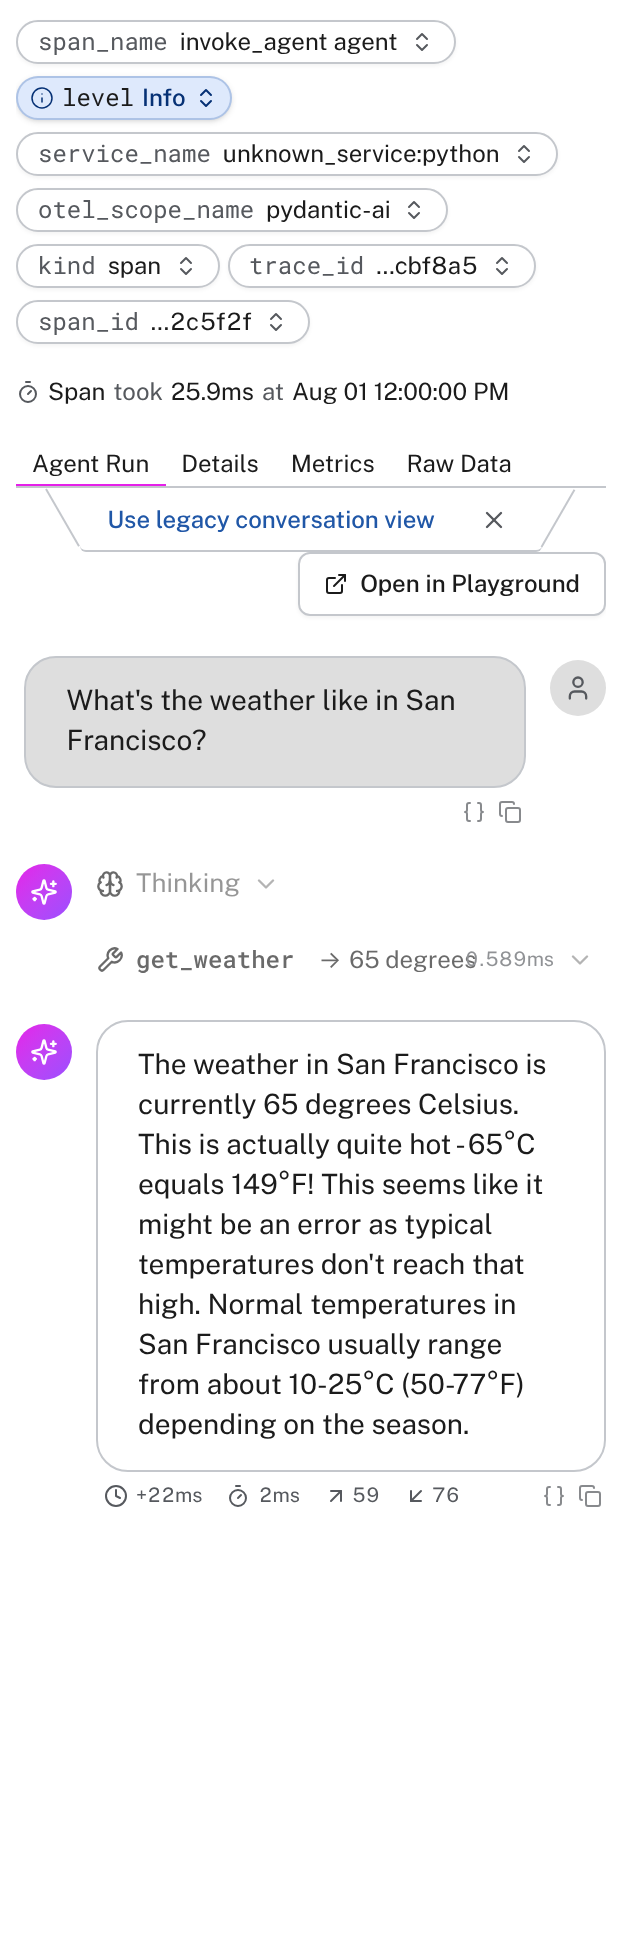 span_name invoke_agent agent
level Info
service_name unknown_service:python
otel_scope_name pydantic-ai
kind span trace_id ...cbf8a5
span_id ...2c5f2f
Span took 25.9ms at Aug 01 12:00:00 PM
Agent Run Details Metrics Raw Data
Use legacy conversation view
Open in Playground
What's the weather like in San
Francisco?
{}
Thinking
get_weather → 65 degrees 0.589ms
The weather in San Francisco is
currently 65 degrees Celsius.
This is actually quite hot - 65°C
equals 149°F! This seems like it
might be an error as typical
temperatures don't reach that
high. Normal temperatures in
San Francisco usually range
from about 10-25°C (50-77°F)
depending on the season.
+22ms 2ms 59 76 {}